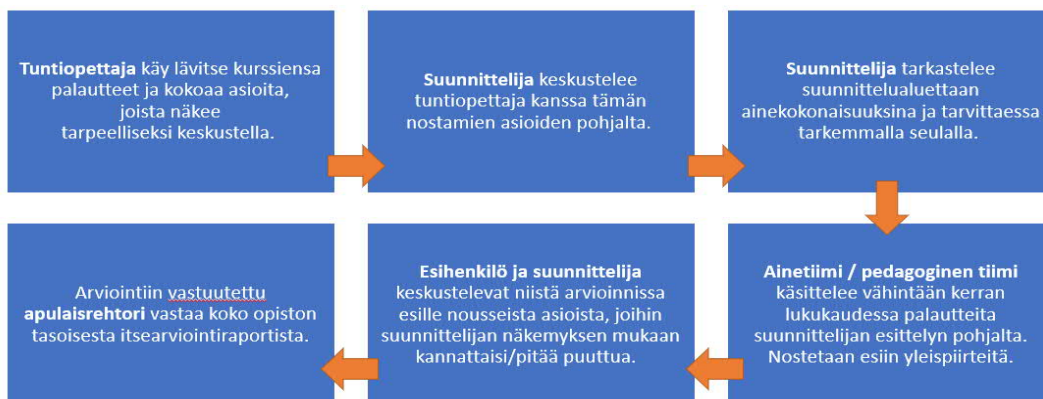 Tuntiopettaja käy lävitse kurssiensa
palautteet ja kokoaa asioita,
joista näkee
tarpeelliseksi keskustella.
Suunnittelija keskustelee
tuntiopettaja kanssa tämän
nostamien asioiden pohjalta.
Suunnittelija tarkastelee
suunnittelualuettaan
ainekokonaisuuksina ja tarvittaessa
tarkemmalla seulalla.
Ainetiimi / pedagoginen tiimi
käsittelee vähintään kerran
lukukaudessa palautteita
suunnittelijan esittelyn pohjalta.
Nostetaan esiin yleispiirteitä.
Esihenkilö ja suunnittelija
keskustelevat niistä arvioinnissa
esille nousseista asioista, joihin
suunnittelijan näkemyksen mukaan
kannattaisi/pitää puuttua.
Arviointiin vastuutettu
apulaisrehtori vastaa koko opiston
tasoisesta itsearviointiraportista.